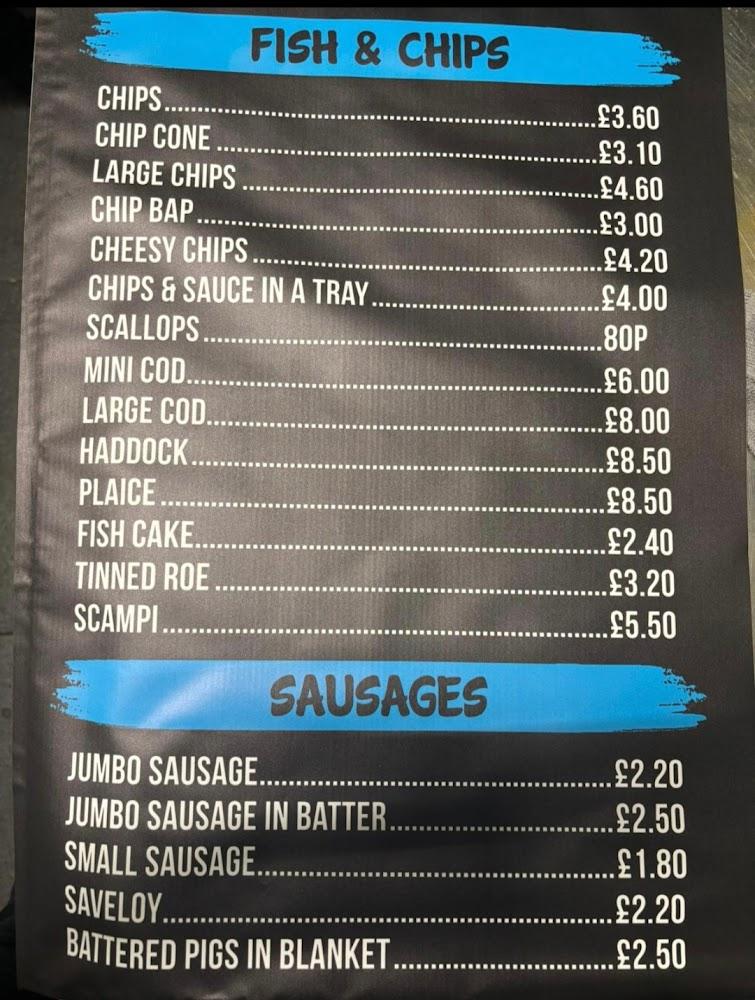 FISH & CHIPS
CHIPS.......................................................£3.60
CHIP CONE.......................................................£3.10
LARGE CHIPS.......................................................£4.60
CHIP BAP.......................................................£3.00
CHEESY CHIPS.......................................................£4.20
CHIPS & SAUCE IN A TRAY...................................£4.00
SCALLOPS.......................................................80P
MINI COD.......................................................£6.00
LARGE COD.......................................................£8.00
HADDOCK.......................................................£8.50
PLAICE.......................................................£8.50
FISH CAKE.......................................................£2.40
TINNED ROE.......................................................£3.20
SCAMPI.......................................................£5.50
SAUSAGES
JUMBO SAUSAGE.............................................£2.20
JUMBO SAUSAGE IN BATTER............................£2.50
SMALL SAUSAGE.............................................£1.80
SAVELOY.......................................................£2.20
BATTERED PIGS IN BLANKET...........................£2.50